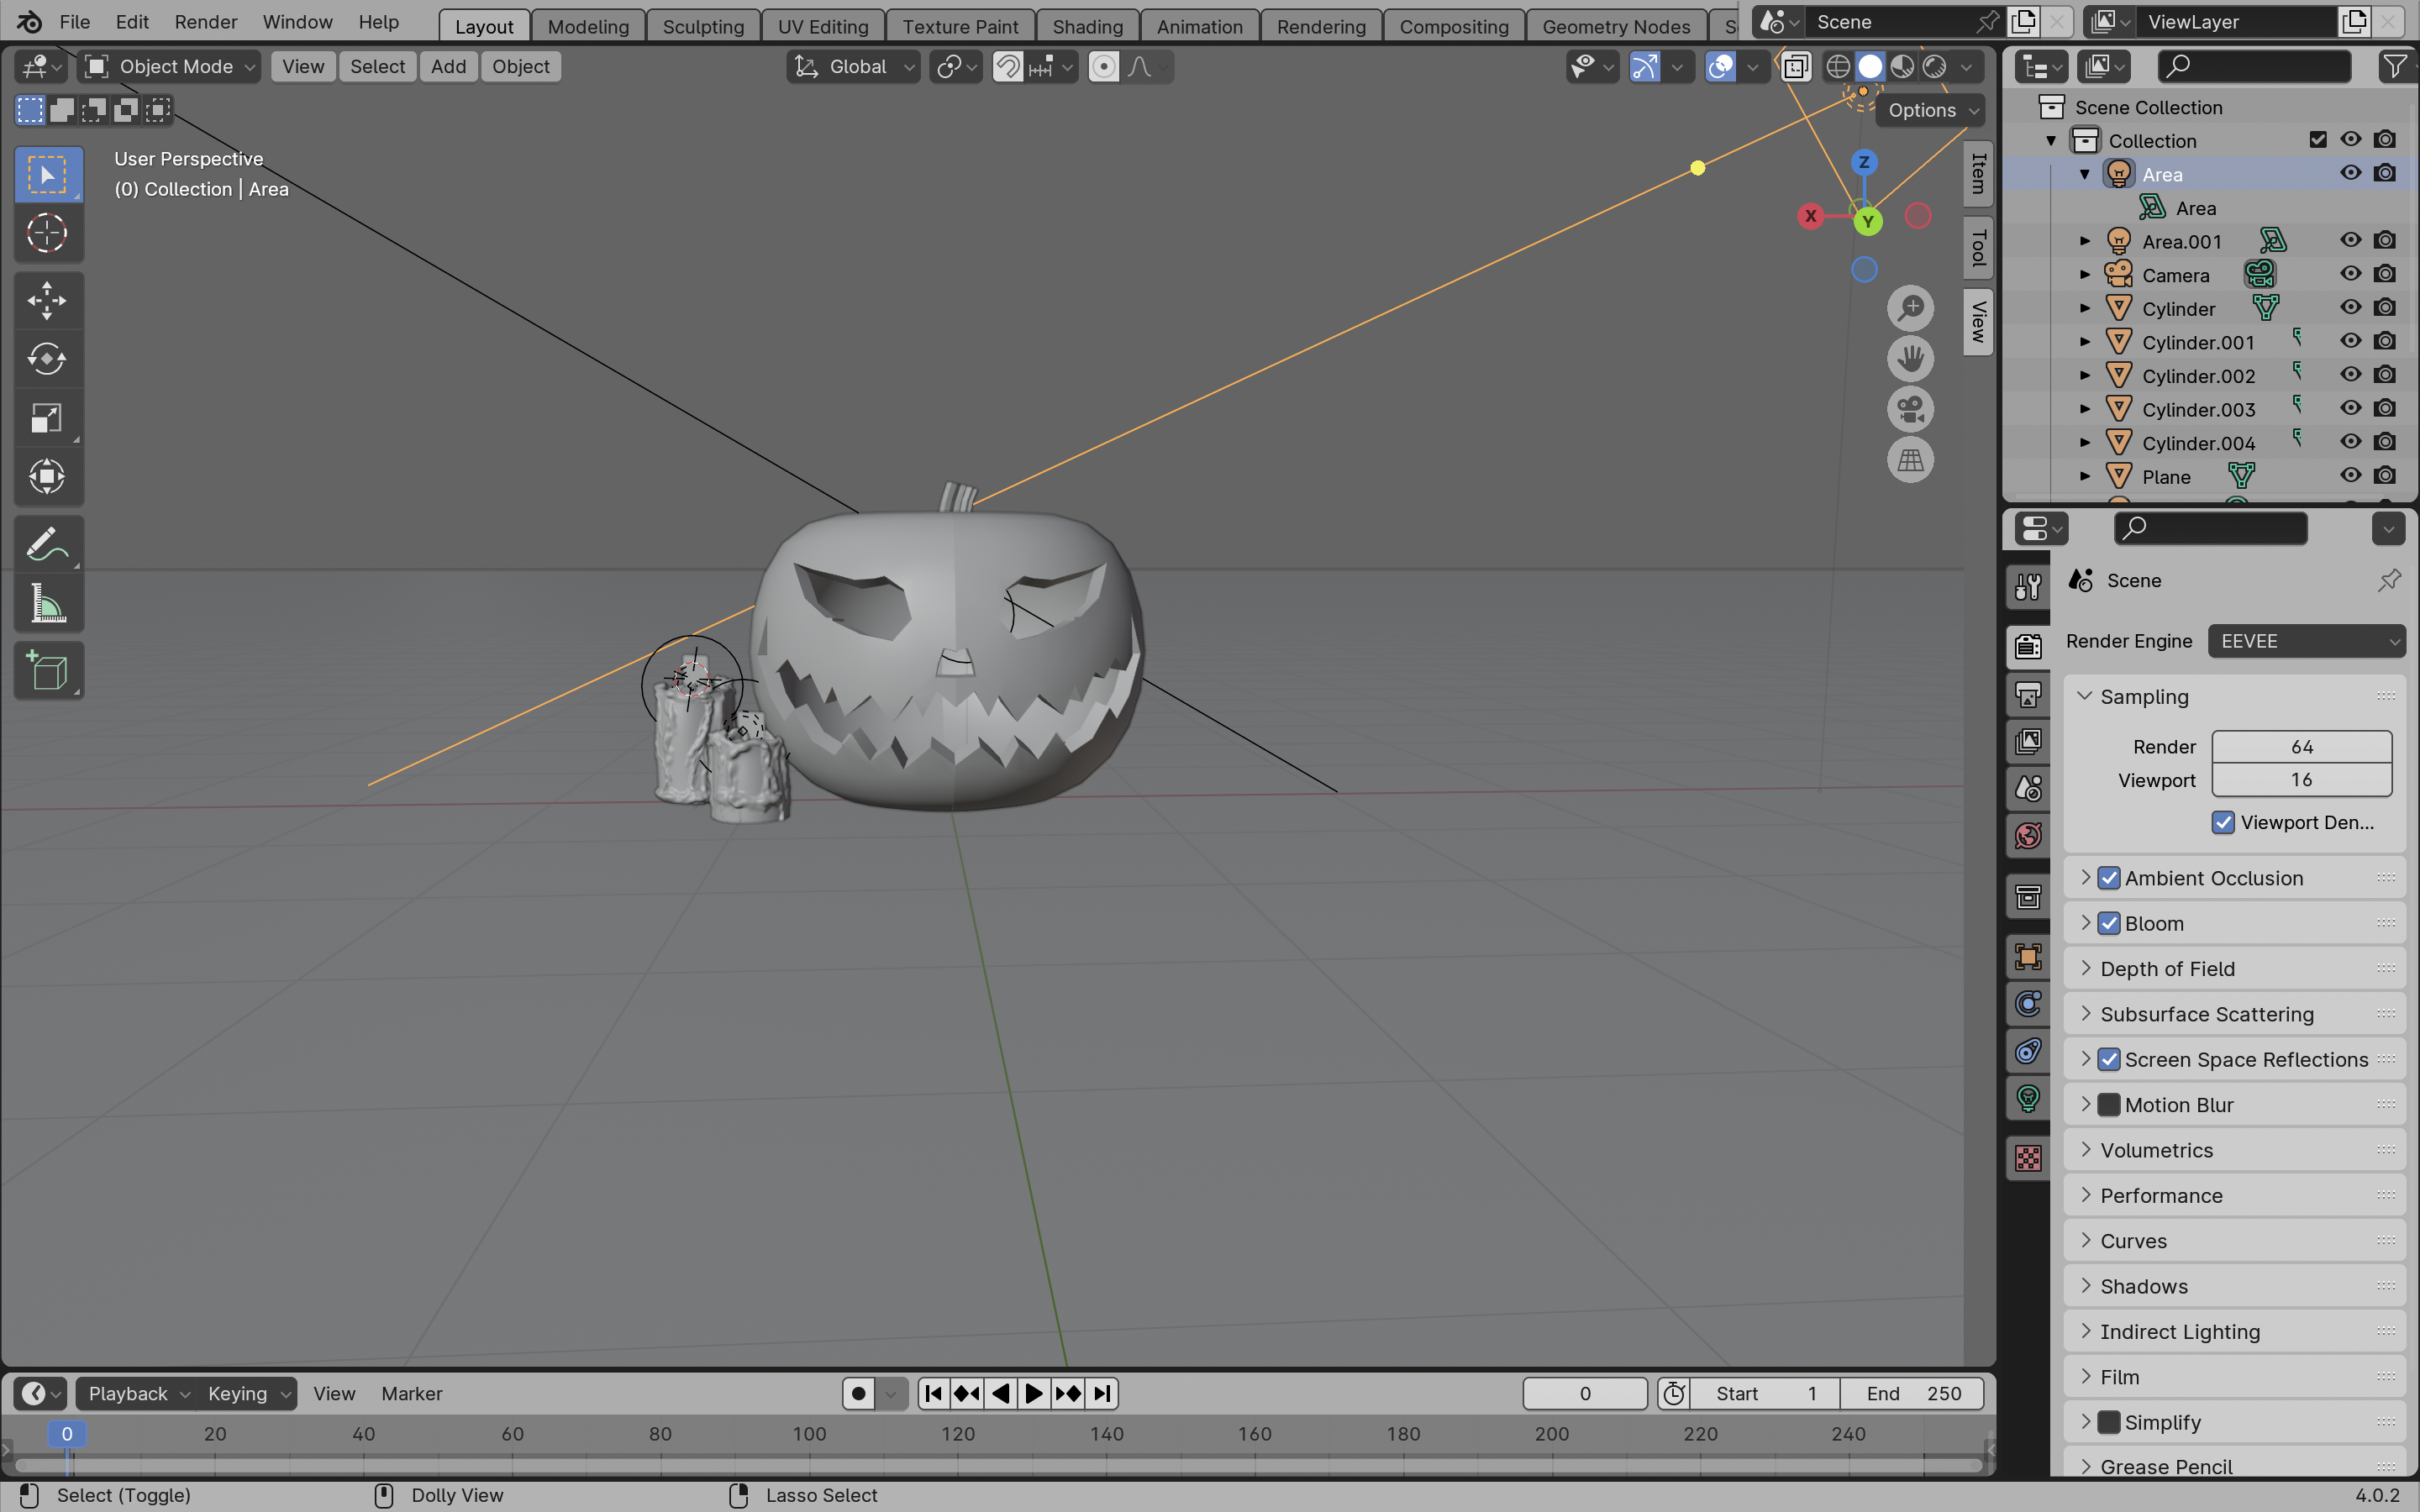 File Edit Render Window Help Layout Modeling Sculpting UV Editing Texture Paint Shading Animation Rendering Compositing Geometry Nodes Scene ViewLayer
Object Mode View Select Add Object Global
Options
User Perspective
(0) Collection | Area
Z
X
Y
Item
Tool
View
Scene Collection
Collection
Area
Area
Area.001
Camera
Cylinder
Cylinder.001
Cylinder.002
Cylinder.003
Cylinder.004
Plane
Scene
Render Engine EEVEE
Sampling
Render 64
Viewport 16
Viewport Den...
Ambient Occlusion
Bloom
Depth of Field
Subsurface Scattering
Screen Space Reflections
Motion Blur
Volumetrics
Performance
Curves
Shadows
Indirect Lighting
Film
Simplify
Grease Pencil
Playback Keying View Marker 0 Start 1 End 250
0 20 40 60 80 100 120 140 160 180 200 220 240
Select (Toggle) Dolly View Lasso Select 4.0.2